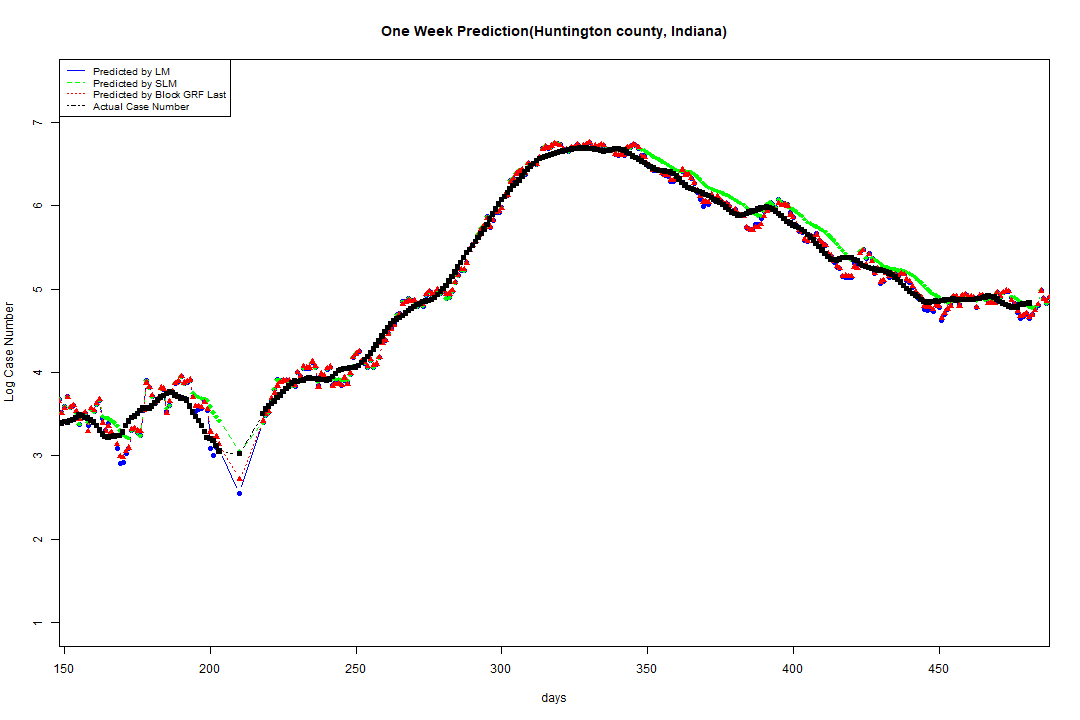 One Week Prediction(Huntington county, Indiana)
Predicted by LM
Predicted by SLM
Predicted by Block GRF Last
Actual Case Number
7
6
5
4
3
2
1
Log Case Number
150 200 250 300 350 400 450
days